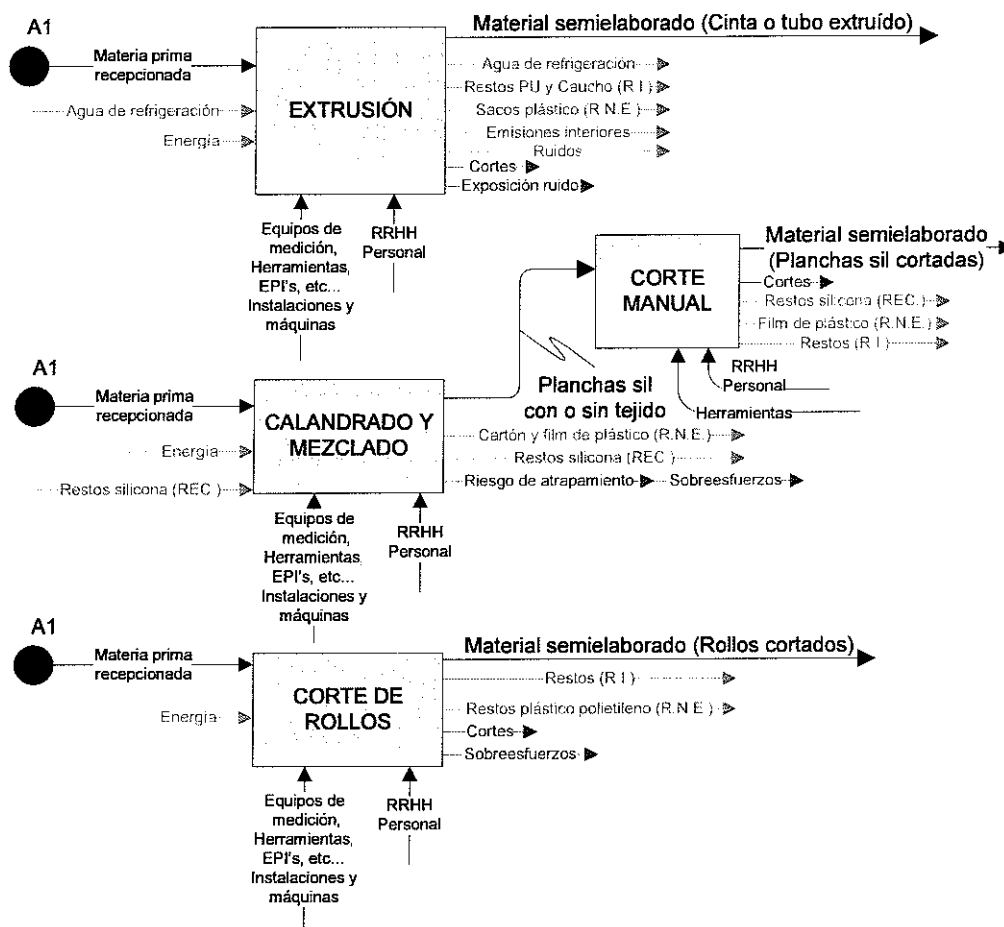 A1
Materia prima
recepcionada
Agua de refrigeración
Energía
EXTRUSIÓN
Material semielaborado (Cinta o tubo extruído)
Agua de refrigeración
Restos PU y Caucho (R I)
Sacos plástico (R N.E)
Emisiones interiores
Ruidos
Cortes
Exposición ruido
Equipos de
medición,
Herramientas,
EPI's, etc...
Instalaciones y
máquinas
RRHH
Personal
CORTE
MANUAL
Material semielaborado
(Planchas sil cortadas)
Cortes
Restos silicona (REC.)
Film de plástico (R.N.E.)
Restos (R I)
RRHH
Personal
Herramientas
Planchas sil
con o sin tejido
A1
Materia prima
recepcionada
Energía
Restos silicona (REC)
CALANDRADO Y
MEZCLADO
Cartón y film de plástico (R.N.E.)
Restos silicona (REC)
Riesgo de atrapamiento
Sobreesfuerzos
Equipos de
medición,
Herramientas,
EPI's, etc...
Instalaciones y
máquinas
RRHH
Personal
A1
Materia prima
recepcionada
Energía
CORTE DE
ROLLOS
Material semielaborado (Rollos cortados)
Restos (R I)
Restos plástico polietileno (R.N E)
Cortes
Sobreesfuerzos
Equipos de
medición,
Herramientas,
EPI's, etc...
Instalaciones y
máquinas
RRHH
Personal